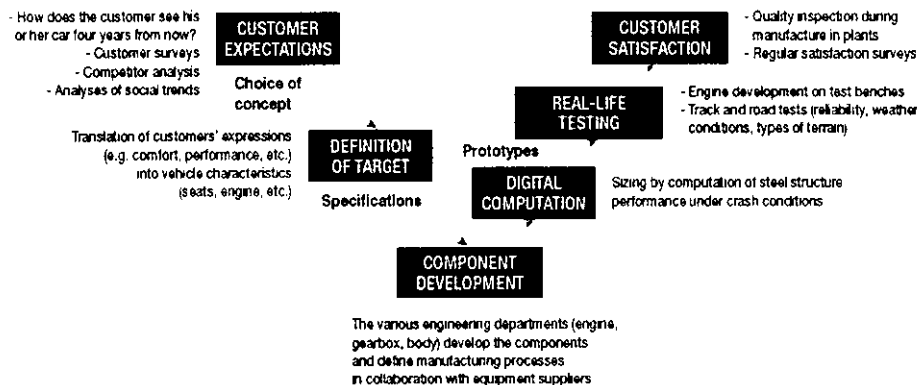 - How does the customer see his
or her car four years from now?
- Customer surveys
- Competitor analysis
- Analyses of social trends
CUSTOMER
EXPECTATIONS
Choice of
concept
Translation of customers' expressions
(e.g. comfort, performance, etc.)
into vehicle characteristics
(seats, engine, etc.)
DEFINITION
OF TARGET
Specifications
COMPONENT
DEVELOPMENT
The various engineering departments (engine,
gearbox, body) develop the components
and define manufacturing processes
in collaboration with equipment suppliers
DIGITAL
COMPUTATION
Sizing by computation of steel structure
performance under crash conditions
Prototypes
REAL-LIFE
TESTING
- Engine development on test benches
- Track and road tests (reliability, weather
conditions, types of terrain)
CUSTOMER
SATISFACTION
- Quality inspection during
manufacture in plants
- Regular satisfaction surveys